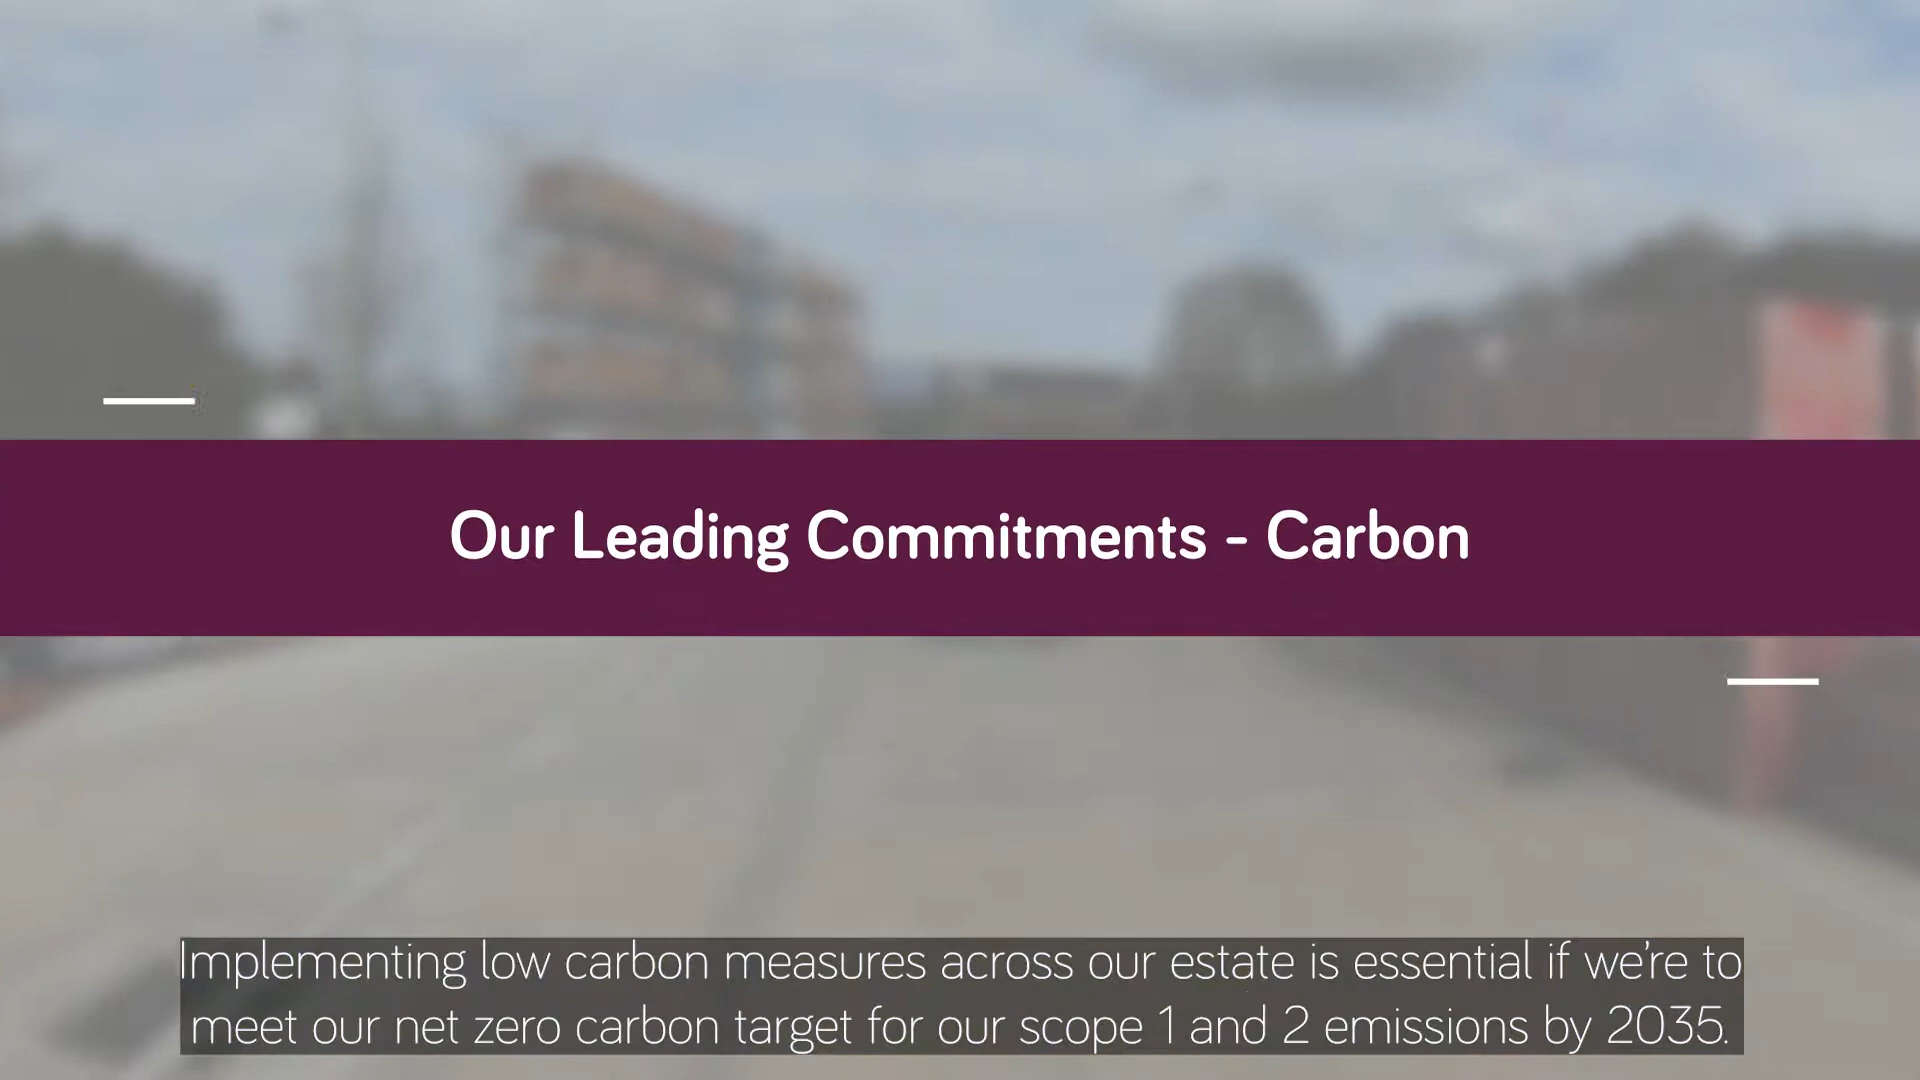 Our Leading Commitments - Carbon
Implementing low carbon measures across our estate is essential if we're to
meet our net zero carbon target for our scope 1 and 2 emissions by 2035.